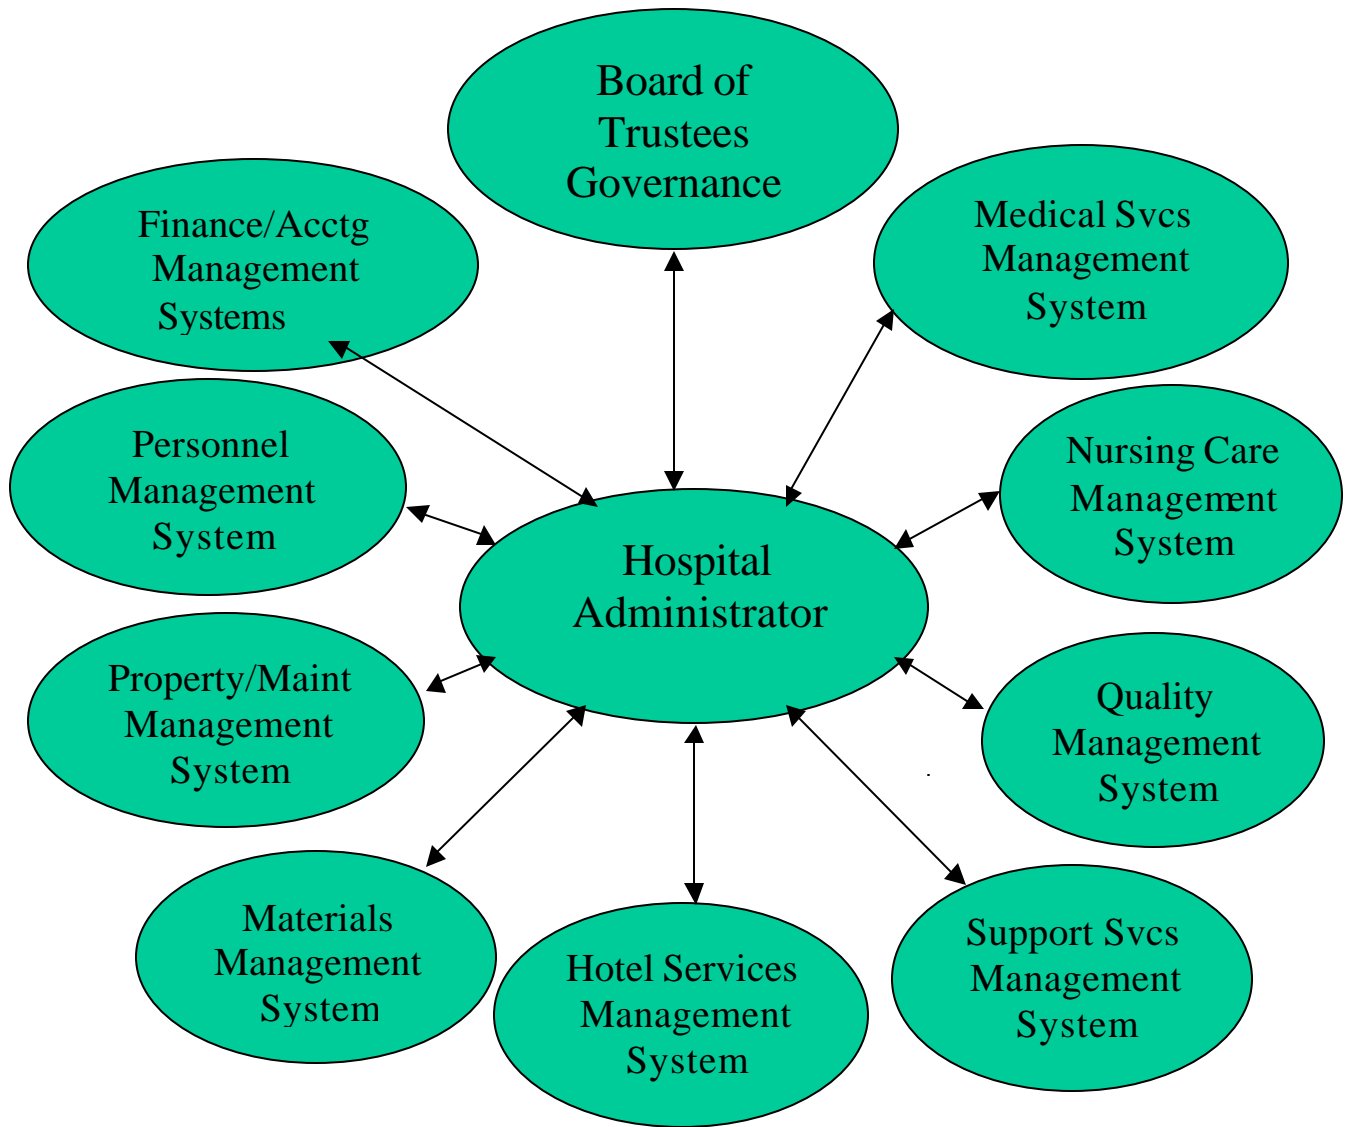 Board of
Trustees
Governance
Finance/Acctg
Management
Systems
Medical Svcs
Management
System
Personnel
Management
System
Nursing Care
Management
System
Hospital
Administrator
Property/Maint
Management
System
Quality
Management
System
Materials
Management
System
Hotel Services
Management
System
Support Svcs
Management
System